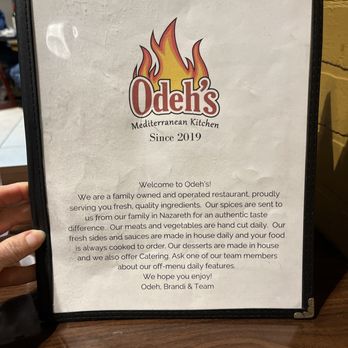 Odeh's
Mediterranean Kitchen
Since 2019
Welcome to Odeh's!
We are a family owned and operated restaurant, proudly
serving you fresh, quality ingredients. Our spices are sent to
us from our family in Nazareth for an authentic taste
difference. Our meats and vegetables are hand cut daily. Our
fresh sides and sauces are made in house daily and your food
is always cooked to order. Our desserts are made in house
and we also offer Catering. Ask one of our team members
about our off-menu daily features.
We hope you enjoy!
Odeh, Brandi & Team